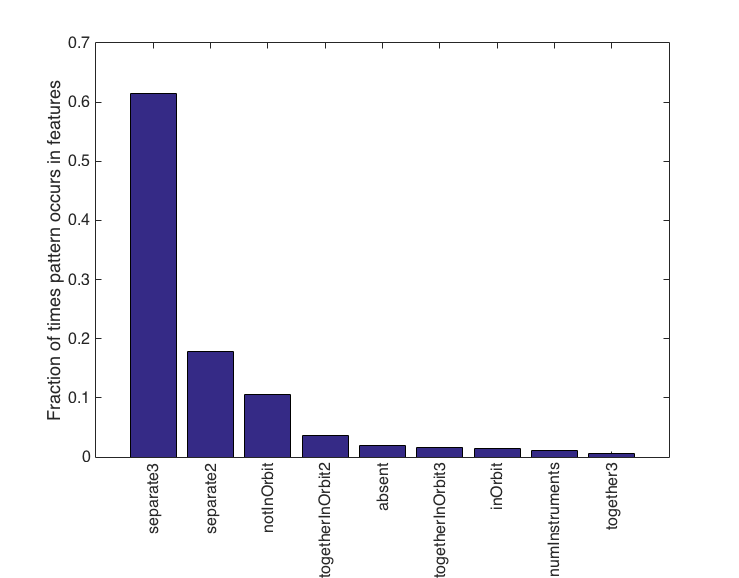 0.7
0.6
0.5
0.4
0.3
0.2
0.1
0
Fraction of times pattern occurs in features
separate3
separate2
notInOrbit
togetherInOrbit2
absent
togetherInOrbit3
inOrbit
numInstruments
together3